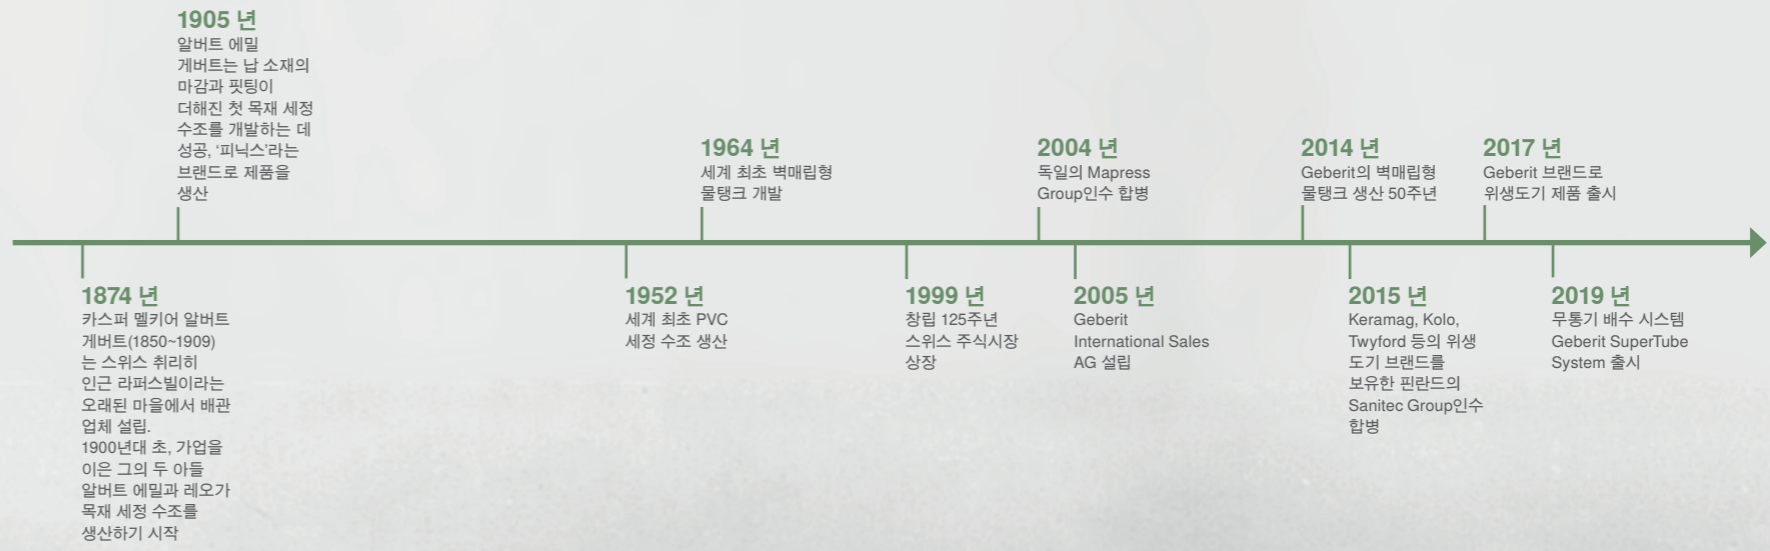 1905 년
알버트 에밀
게버트는 납 소재의
마감과 핏팅이
더해진 첫 목재 세정
수조를 개발하는 데
성공, ‘피닉스’라는
브랜드로 제품을
생산
1964 년
세계 최초 벽매립형
물탱크 개발
2004 년
독일의 Mapress
Group인수 합병
2014 년
Geberit의 벽매립형
물탱크 생산 50주년
2017 년
Geberit 브랜드로
위생도기 제품 출시
1874 년
카스퍼 멜키어 알버트
게버트(1850~1909)
는 스위스 취리히
인근 라퍼스빌이라는
오래된 마을에서 배관
업체 설립.
1900년대 초, 가업을
이은 그의 두 아들
알버트 에밀과 레오가
목재 세정 수조를
생산하기 시작
1952 년
세계 최초 PVC
세정 수조 생산
1999 년
창립 125주년
스위스 주식시장
상장
2005 년
Geberit
International Sales
AG 설립
2015 년
Keramag, Kolo,
Twyford 등의 위생
도기 브랜드를
보유한 핀란드의
Sanitec Group인수
합병
2019 년
무통기 배수 시스템
Geberit SuperTube
System 출시